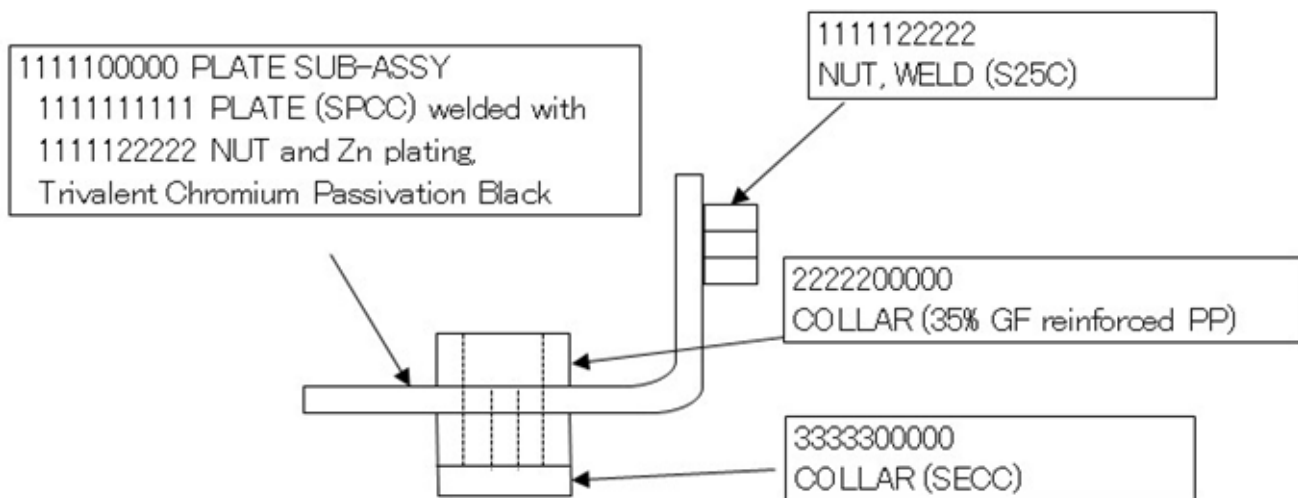 1111100000 PLATE SUB-ASSY
1111111111 PLATE (SPCC) welded with
1111122222 NUT and Zn plating,
Trivalent Chromium Passivation Black
1111122222
NUT, WELD (S25C)
2222200000
COLLAR (35% GF reinforced PP)
3333300000
COLLAR (SECC)